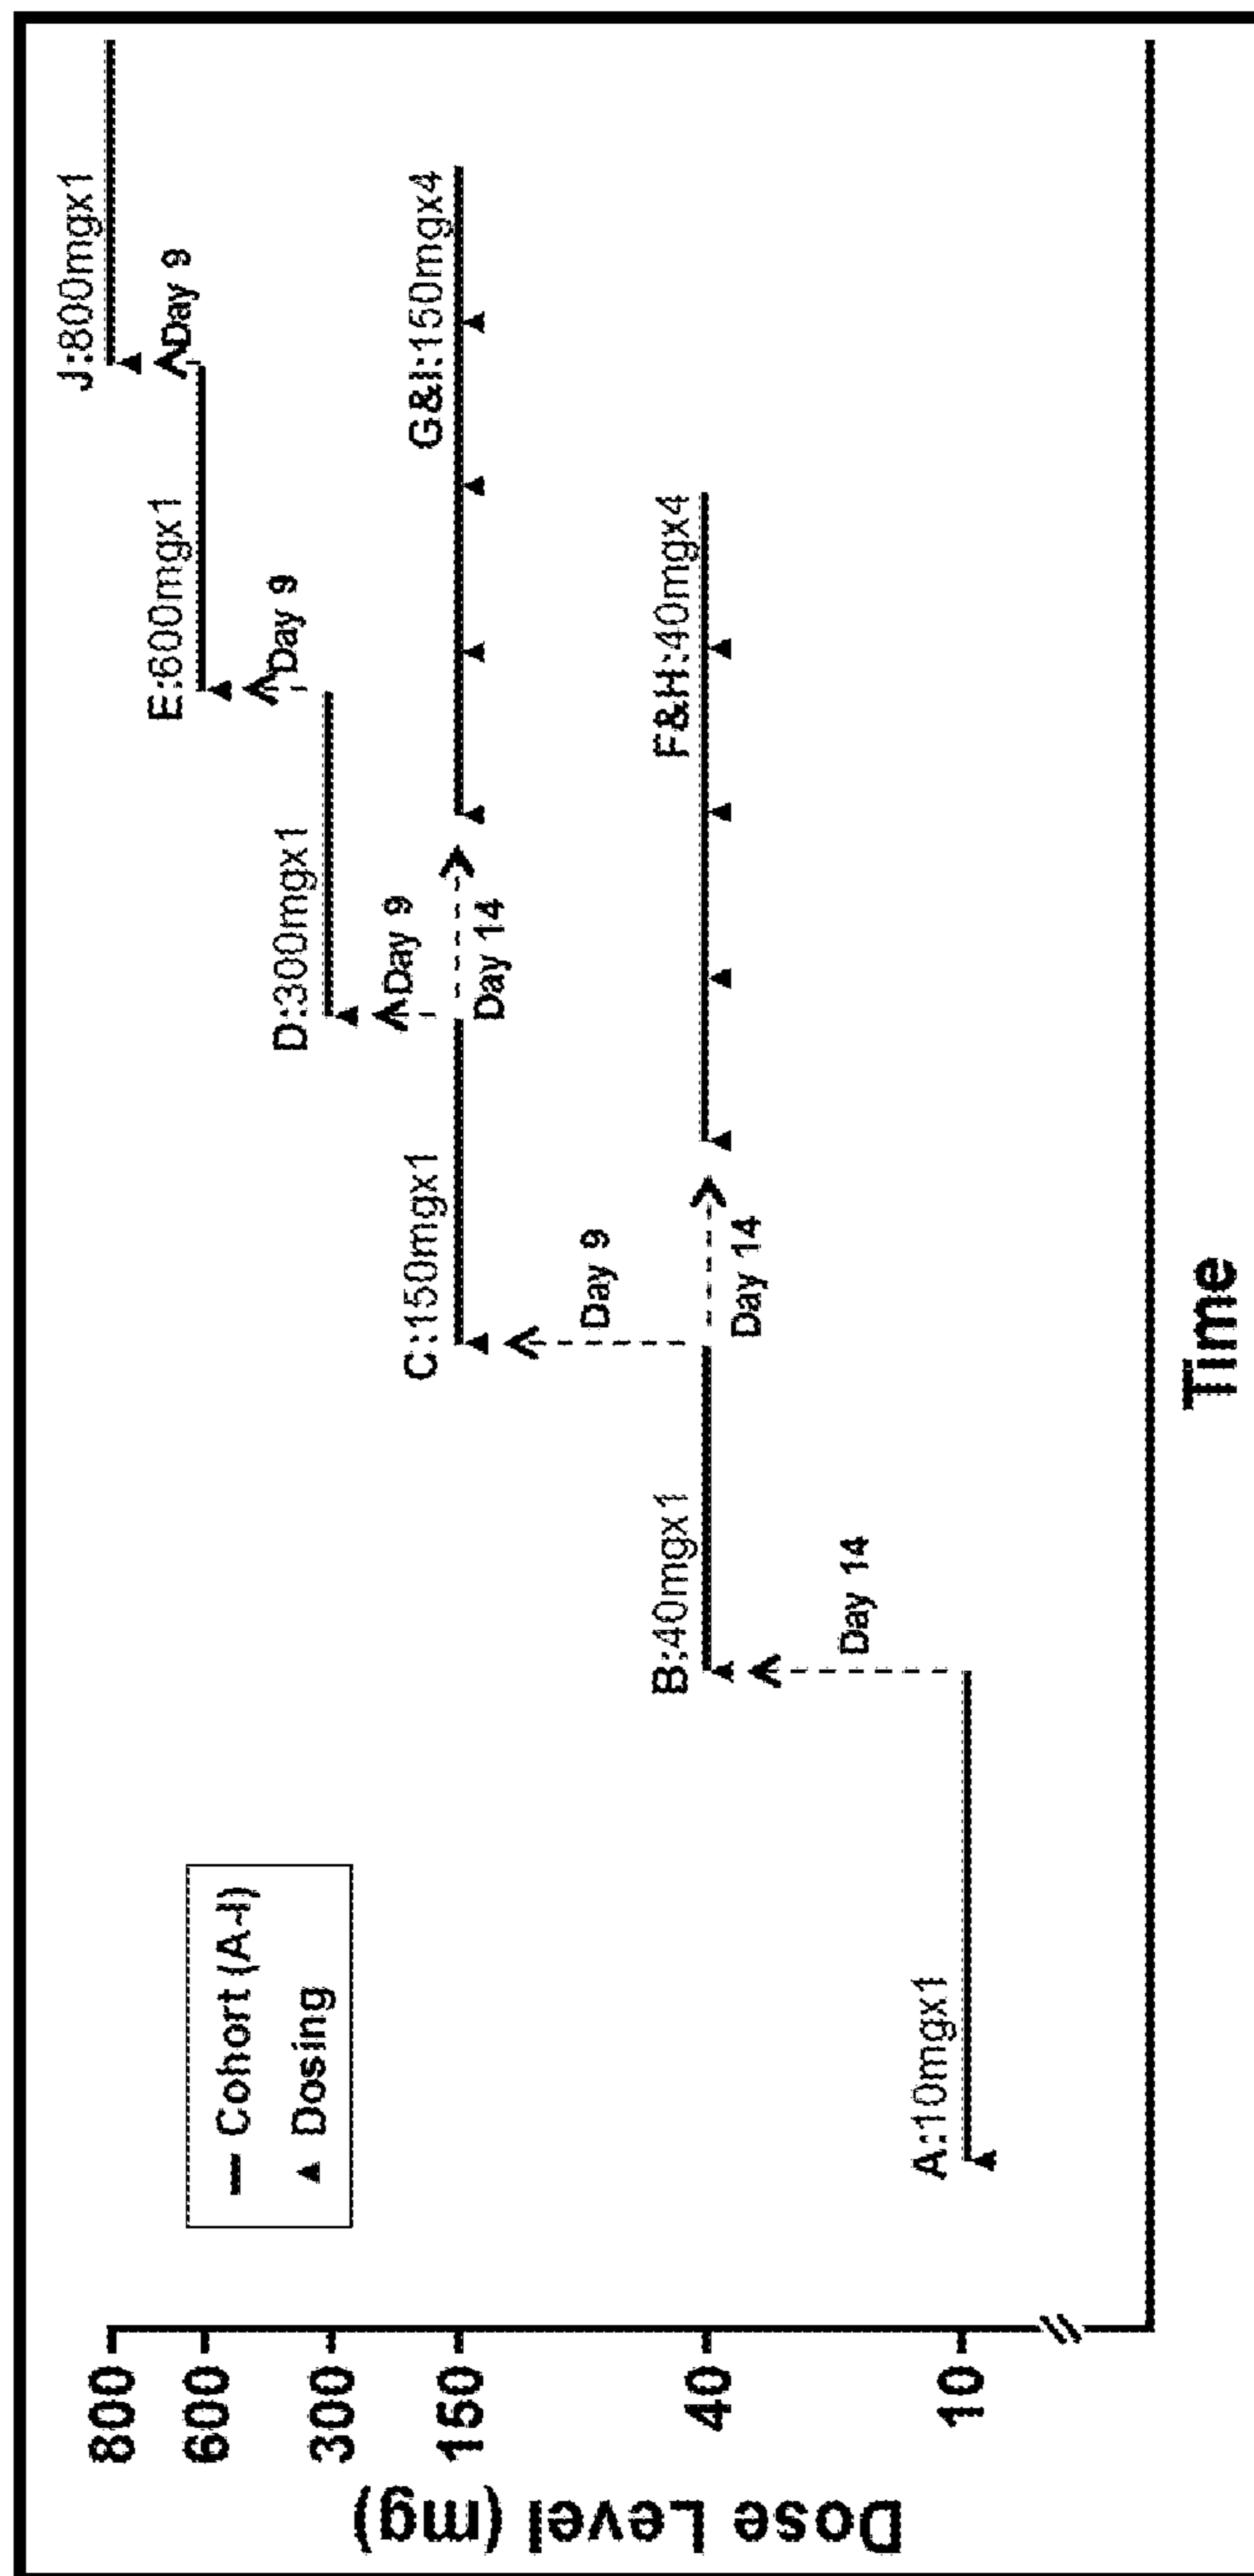 Dose Level (mg)
800
600
300
150
40
10
Cohort (A-I)
Dosing
J:800mgx1
Day 9
E:600mgx1
Day 9
D:300mgx1
Day 9
G&I:150mgx4
C:150mgx1
Day 14
Day 9
F&H:40mgx4
B:40mgx1
Day 14
Day 14
A:10mgx1
Time